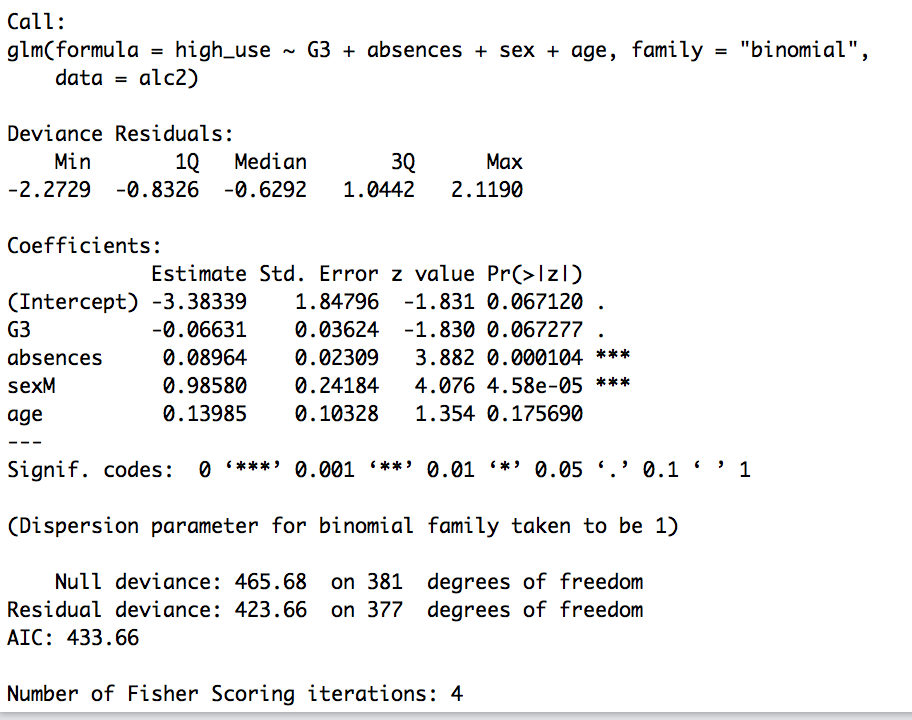 Call:
glm(formula = high_use ~ G3 + absences + sex + age, family = "binomial",
    data = alc2)

Deviance Residuals:
    Min       1Q   Median       3Q      Max
-2.2729  -0.8326  -0.6292   1.0442   2.1190

Coefficients:
            Estimate Std. Error z value Pr(>|z|)
(Intercept) -3.38339    1.84796  -1.831 0.067120 .
G3          -0.06631    0.03624  -1.830 0.067277 .
absences     0.08964    0.02309   3.882 0.000104 ***
sexM         0.98580    0.24184   4.076 4.58e-05 ***
age          0.13985    0.10328   1.354 0.175690
---
Signif. codes:  0 ‘***’ 0.001 ‘**’ 0.01 ‘*’ 0.05 ‘.’ 0.1 ‘ ’ 1

(Dispersion parameter for binomial family taken to be 1)

    Null deviance: 465.68  on 381  degrees of freedom
Residual deviance: 423.66  on 377  degrees of freedom
AIC: 433.66

Number of Fisher Scoring iterations: 4